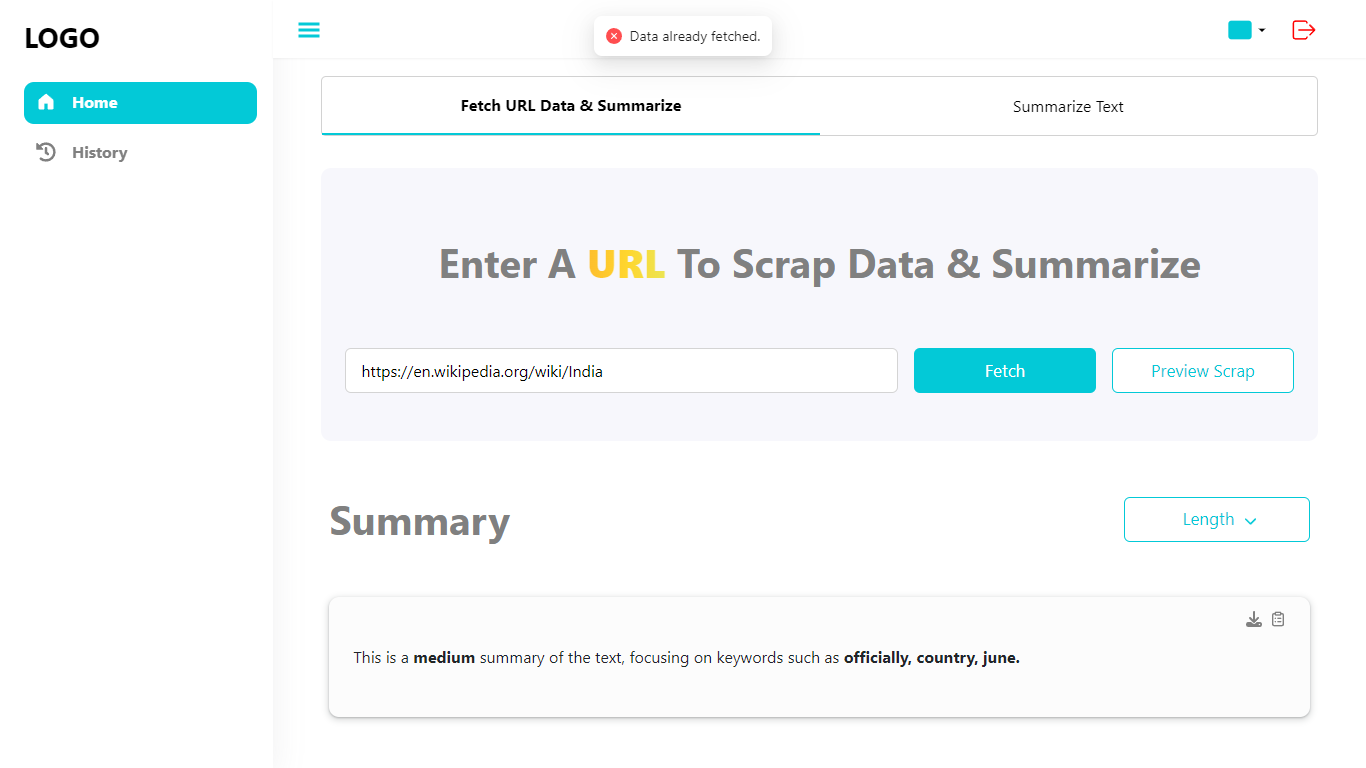 LOGO
Home
History
Data already fetched.
Fetch URL Data & Summarize
Summarize Text
Enter A URL To Scrap Data & Summarize
https://en.wikipedia.org/wiki/India
Fetch
Preview Scrap
Summary
Length
This is a medium summary of the text, focusing on keywords such as officially, country, june.